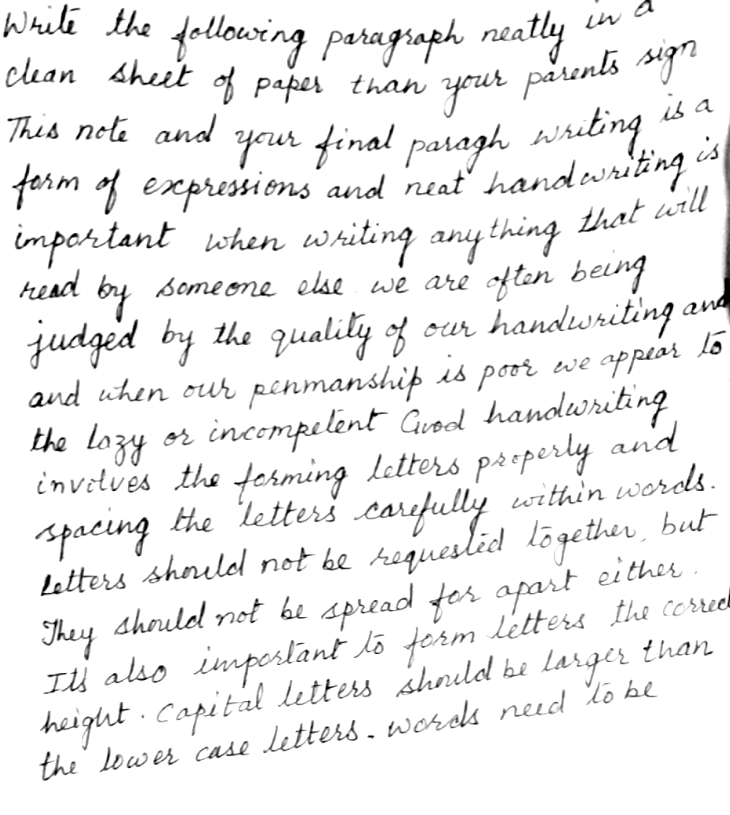 Write the following paragraph neatly in a
clean sheet of paper than your parents sign
This note and your final paragh writing is a
form of expressions and neat handwriting is
important when writing anything that will
read by someone else we are often being
judged by the quality of our handwriting and
and when our penmanship is poor we appear to
the lazy or incompetent Good handwriting
involves the forming letters properly and
spacing the letters carefully within words.
Letters should not be requested together, but
They should not be spread for apart either.
It's also important to form letters the correct
height. Capital letters should be larger than
the lower case letters. words need to be